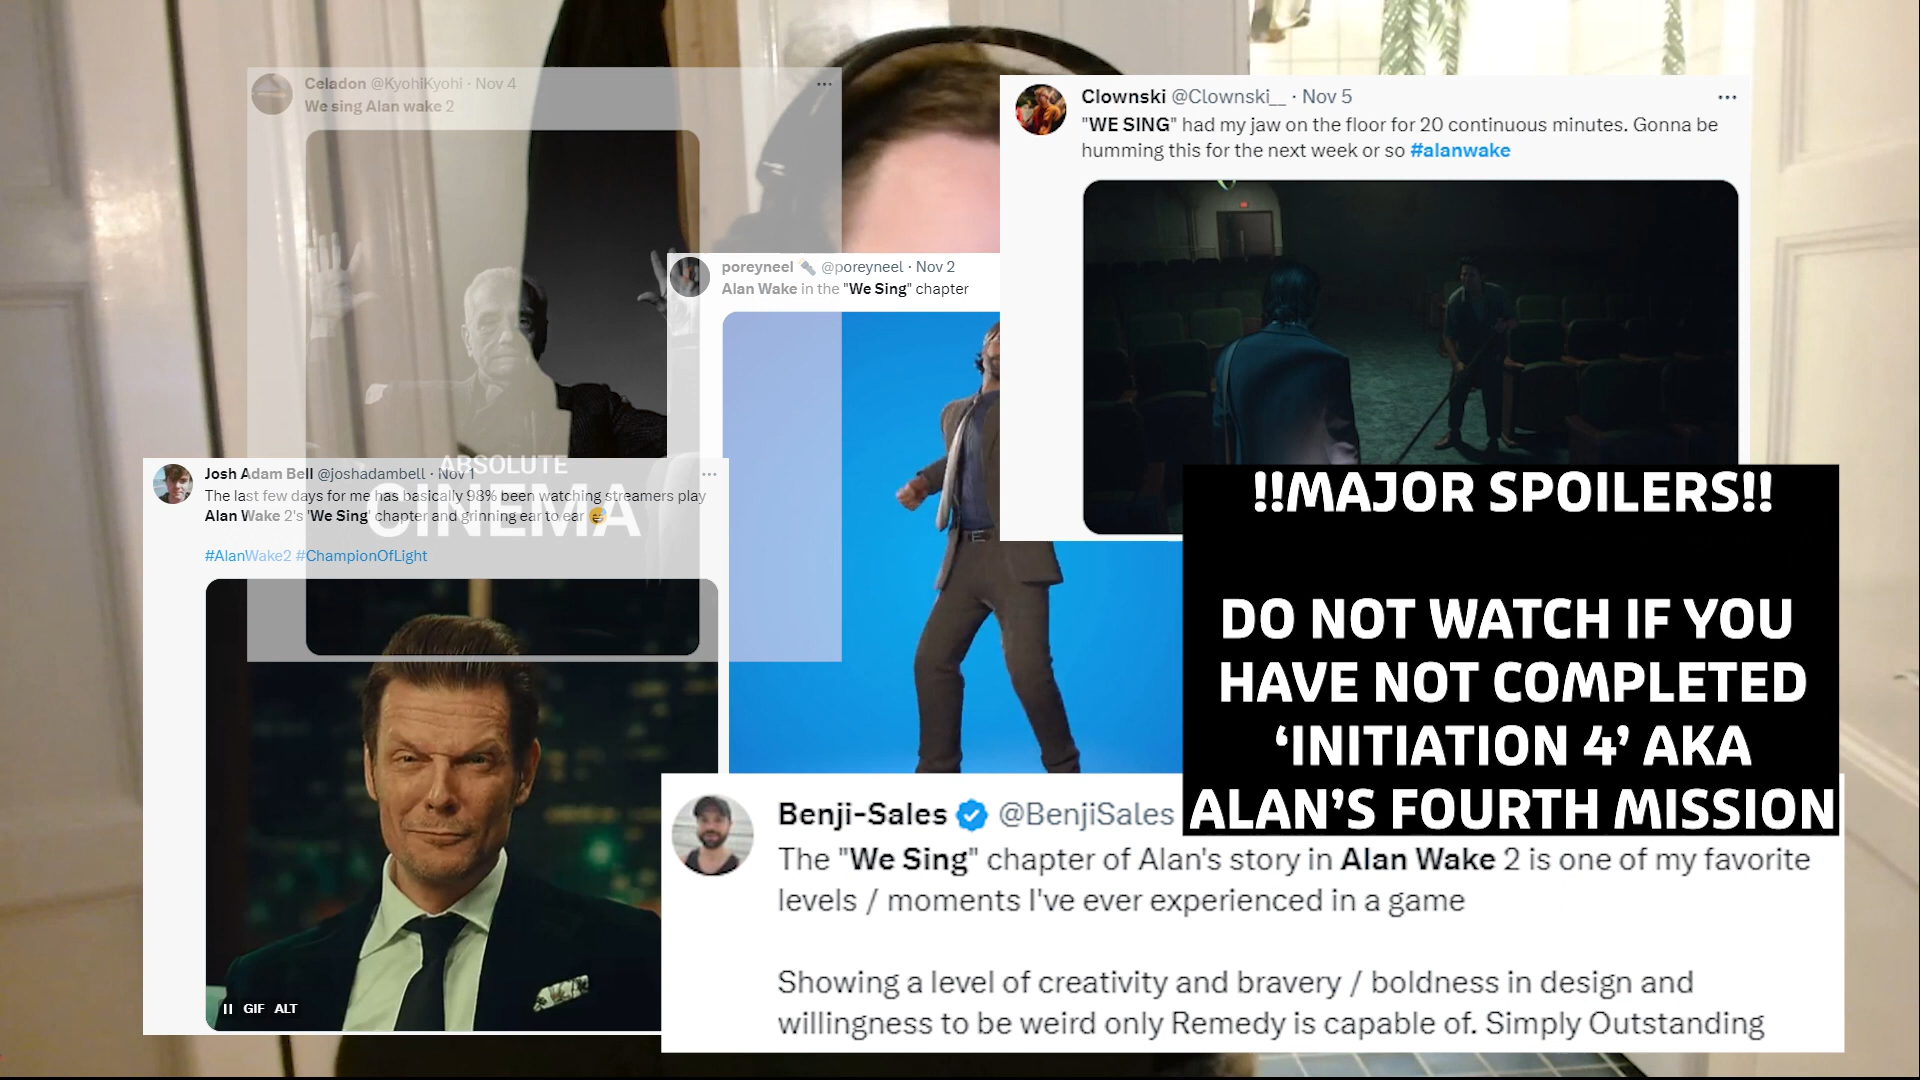 Celadon @KyohiKyohi · Nov 4
We sing Alan wake 2
ABSOLUTE
CINEMA
Clownski @Clownski__ · Nov 5
"WE SING" had my jaw on the floor for 20 continuous minutes. Gonna be
humming this for the next week or so #alanwake
poreyneel @poreyneel · Nov 2
Alan Wake in the "We Sing" chapter
Josh Adam Bell @joshadambell · Nov 1
The last few days for me has basically 98% been watching streamers play
Alan Wake 2's 'We Sing' chapter and grinning ear to ear
#AlanWake2 #ChampionOfLight
GIF ALT
!!MAJOR SPOILERS!!
DO NOT WATCH IF YOU
HAVE NOT COMPLETED
‘INITIATION 4’ AKA
ALAN’S FOURTH MISSION
Benji-Sales @BenjiSales
The "We Sing" chapter of Alan's story in Alan Wake 2 is one of my favorite
levels / moments I've ever experienced in a game
Showing a level of creativity and bravery / boldness in design and
willingness to be weird only Remedy is capable of. Simply Outstanding